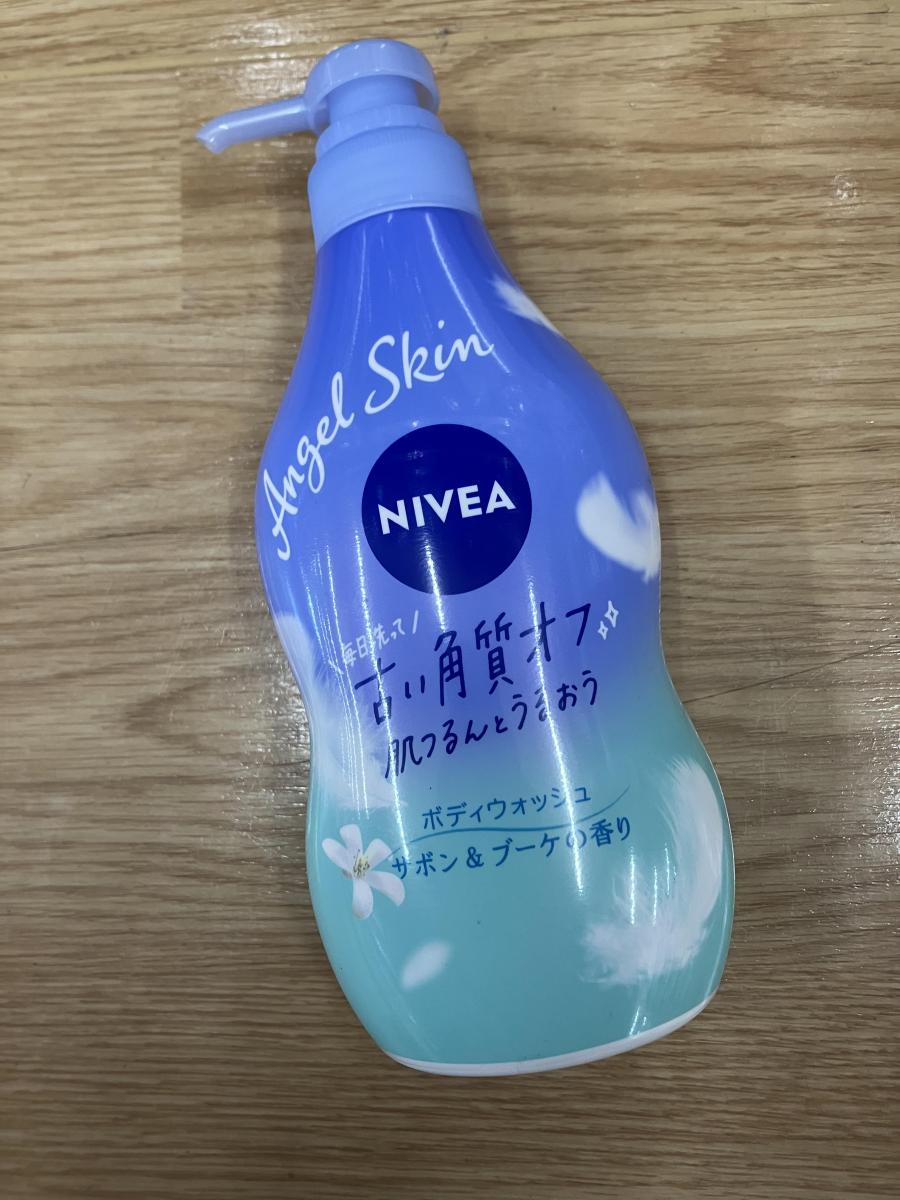 Angel Skin
NIVEA
毎日洗って/
古い角質オフ
肌つるんとうるおう
ボディウォッシュ
サボン&ブーケの香り